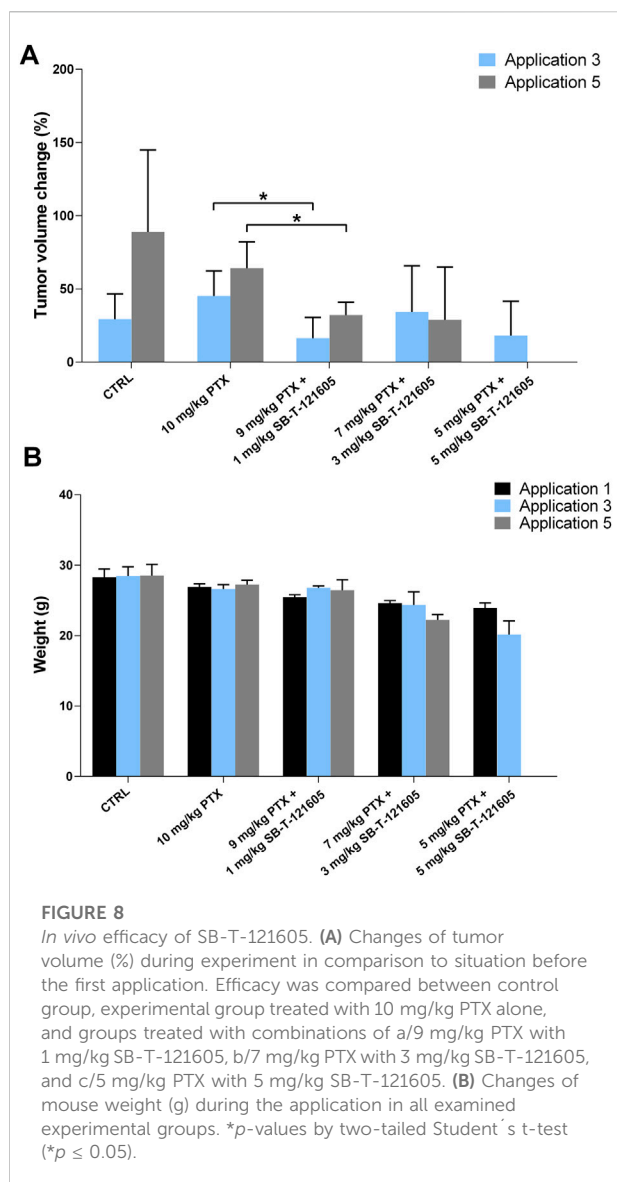 A
200
150
100
50
0
Tumor volume change (%)
Application 3
Application 5
*
*
CTRL
10 mg/kg PTX
9 mg/kg PTX +
1 mg/kg SB-T-121605
7 mg/kg PTX +
3 mg/kg SB-T-121605
5 mg/kg PTX +
5 mg/kg SB-T-121605
B
40
30
20
10
0
Weight (g)
Application 1
Application 3
Application 5
CTRL
10 mg/kg PTX
9 mg/kg PTX +
1 mg/kg SB-T-121605
7 mg/kg PTX +
3 mg/kg SB-T-121605
5 mg/kg PTX +
5 mg/kg SB-T-121605
FIGURE 8
In vivo efficacy of SB-T-121605. (A) Changes of tumor
volume (%) during experiment in comparison to situation before
the first application. Efficacy was compared between control
group, experimental group treated with 10 mg/kg PTX alone,
and groups treated with combinations of a/9 mg/kg PTX with
1 mg/kg SB-T-121605, b/7 mg/kg PTX with 3 mg/kg SB-T-121605,
and c/5 mg/kg PTX with 5 mg/kg SB-T-121605. (B) Changes of
mouse weight (g) during the application in all examined
experimental groups. *p-values by two-tailed Student´s t-test
(*p ≤ 0.05).